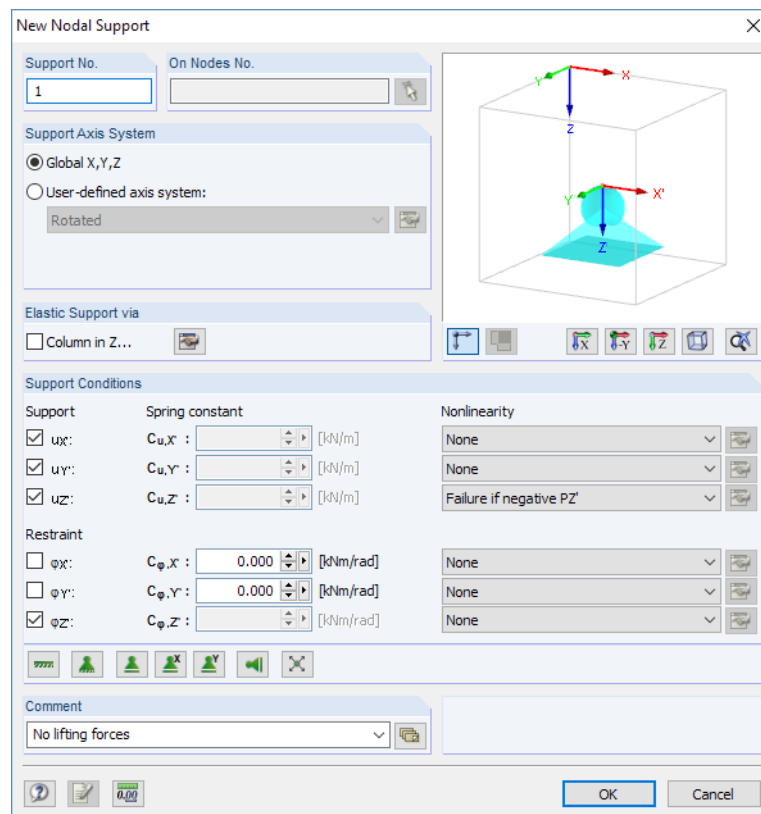 New Nodal Support
Support No.
On Nodes No.
1
Support Axis System
Global X,Y,Z
User-defined axis system:
Rotated
Y
X
Z
Y'
X'
Z'
Elastic Support via
Column in Z...
X
-Y
Z
Support Conditions
Support Spring constant Nonlinearity
uX': Cu,X' : [kN/m] None
uY': Cu,Y' : [kN/m] None
uZ': Cu,Z' : [kN/m] Failure if negative PZ'
Restraint
φX': Cφ,X' : 0.000 [kNm/rad] None
φY': Cφ,Y' : 0.000 [kNm/rad] None
φZ': Cφ,Z' : [kNm/rad] None
X
Y
Comment
No lifting forces
0.00
OK Cancel